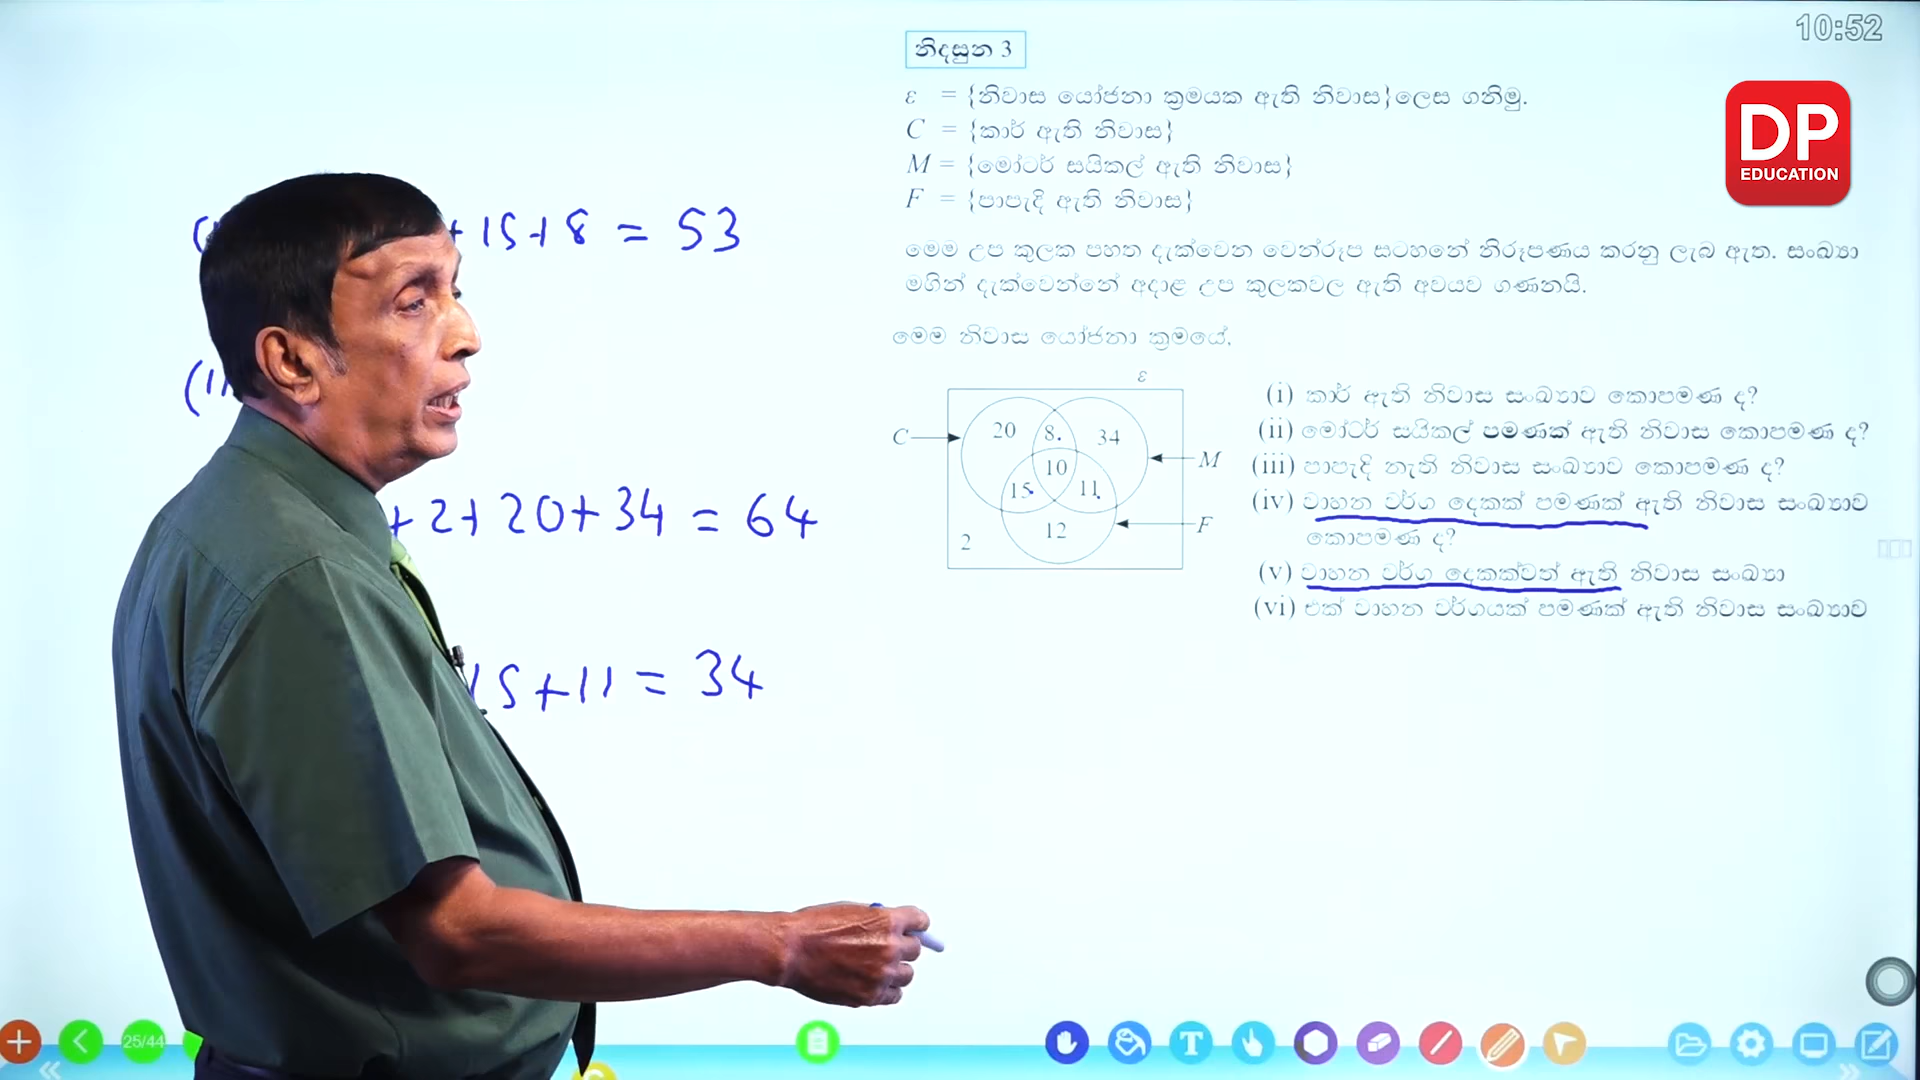 10:52
නිදසුන 3
DP
EDUCATION
ε = {නිවාස යෝජනා ක්‍රමයක ඇති නිවාස}ලෙස ගනිමු.
C = {කාර් ඇති නිවාස}
M = {මෝටර් සයිකල් ඇති නිවාස}
F = {පාපැදි ඇති නිවාස}
මෙම උප කුලක පහත දැක්වෙන වෙන්රූප සටහනේ නිරූපණය කරනු ලැබ ඇත. සංඛ්‍යා
මගින් දැක්වෙන්නේ අදාළ උප කුලකවල ඇති අවයව ගණනයි.
මෙම නිවාස යෝජනා ක්‍රමයේ,
ε
C
20
8
34
M
10
15
11
12
F
2
(i) කාර් ඇති නිවාස සංඛ්‍යාව කොපමණ ද?
(ii) මෝටර් සයිකල් පමණක් ඇති නිවාස කොපමණ ද?
(iii) පාපැදි නැති නිවාස සංඛ්‍යාව කොපමණ ද?
(iv) වාහන වර්ග දෙකක් පමණක් ඇති නිවාස සංඛ්‍යාව
කොපමණ ද?
(v) වාහන වර්ග දෙකක්වත් ඇති නිවාස සංඛ්‍යා
(vi) එක් වාහන වර්ගයක් පමණක් ඇති නිවාස සංඛ්‍යාව
+ 15 + 8 = 53
+ 2 + 20 + 34 = 64
15 + 11 = 34
25/44